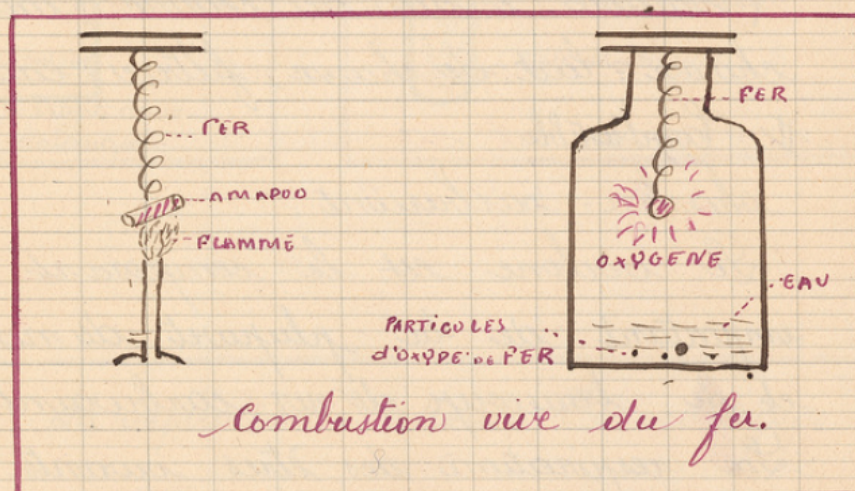 FER
AMADOU
FLAMME
FER
OXYGENE
EAU
PARTICULES
d'OXYDE DE FER
Combustion vive du fer.